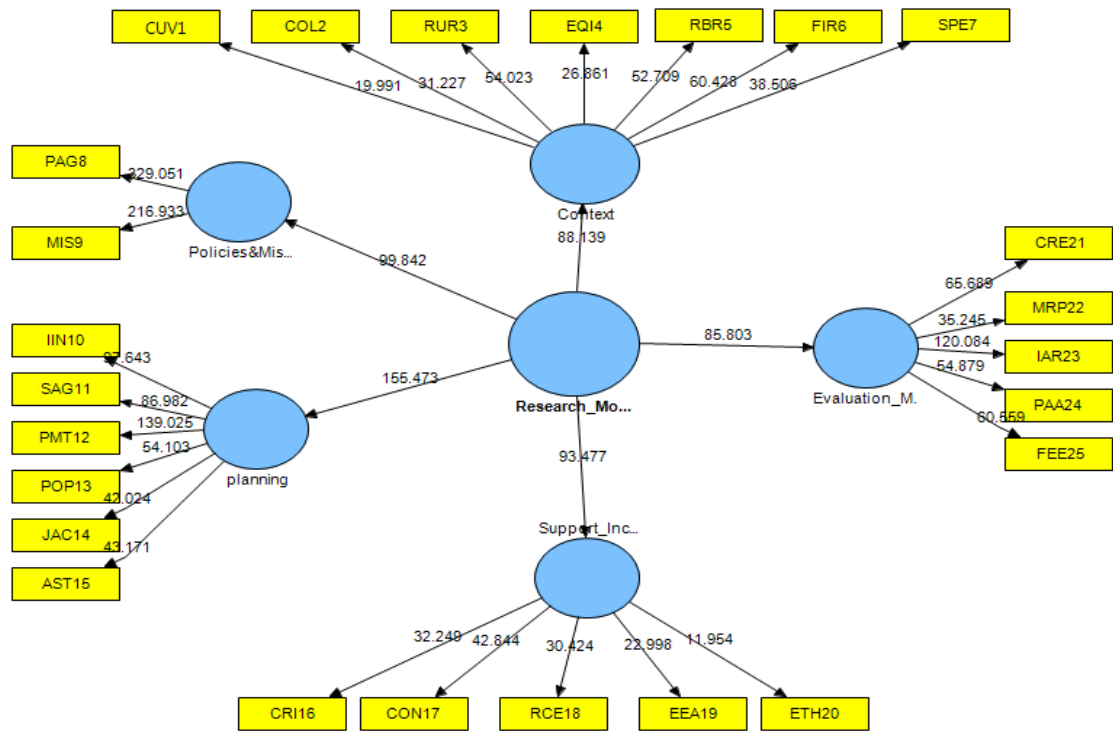 CUV1
COL2
RUR3
EQI4
RBR5
FIR6
SPE7
19.991
31.227
54.023
26.861
52.709
60.428
38.506
Context
88.139
PAG8
MIS9
329.051
216.933
Policies&Mis...
99.842
CRE21
MRP22
IAR23
PAA24
FEE25
65.689
35.245
120.084
54.879
60.559
Evaluation_M.
85.803
Research_Mo...
155.473
IIN10
SAG11
PMT12
POP13
JAC14
AST15
97.643
86.982
139.025
54.103
42.024
43.171
planning
93.477
Support_Inc...
32.249
42.844
30.424
22.998
11.954
CRI16
CON17
RCE18
EEA19
ETH20